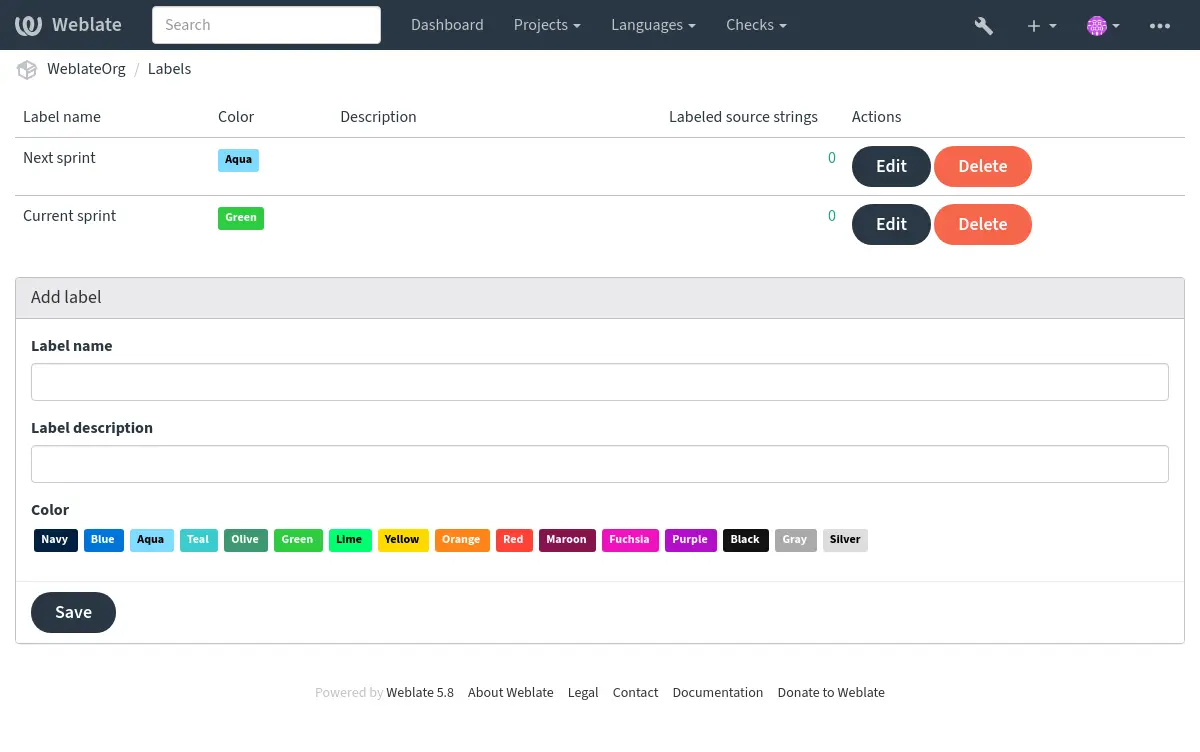 Weblate Search Dashboard Projects Languages Checks
WeblateOrg / Labels
Label name Color Description Labeled source strings Actions
Next sprint Aqua 0 Edit Delete
Current sprint Green 0 Edit Delete
Add label
Label name
Label description
Color
Navy Blue Aqua Teal Olive Green Lime Yellow Orange Red Maroon Fuchsia Purple Black Gray Silver
Save
Powered by Weblate 5.8 About Weblate Legal Contact Documentation Donate to Weblate